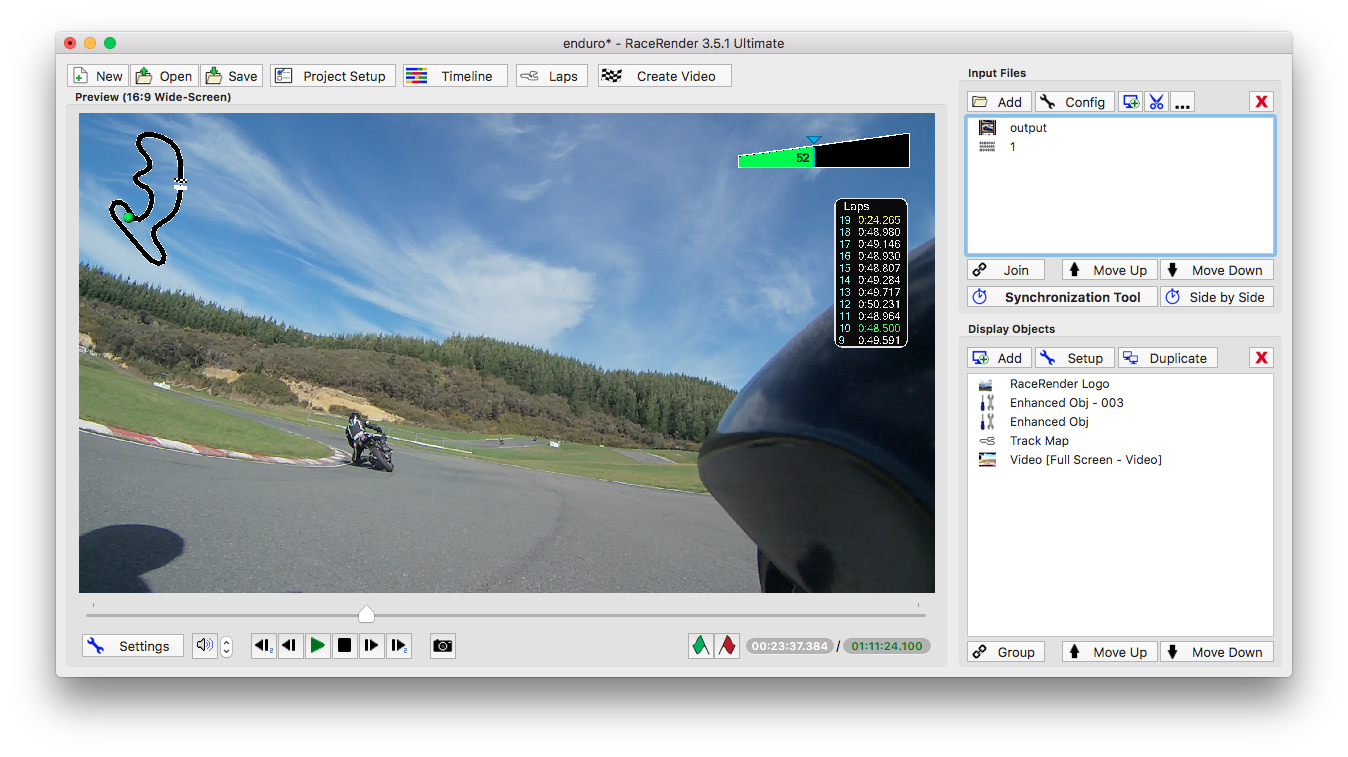 enduro* - RaceRender 3.5.1 Ultimate
New Open Save Project Setup Timeline Laps Create Video
Preview (16:9 Wide-Screen)
52
Laps
19 0:24.265
18 0:48.980
17 0:49.146
16 0:48.930
15 0:48.807
14 0:49.284
13 0:49.717
12 0:50.231
11 0:48.964
10 0:48.500
9 0:49.591
Settings
2
2
00:23:37.384 / 01:11:24.100
Input Files
Add Config ... X
output
1
Join Move Up Move Down
Synchronization Tool Side by Side
Display Objects
Add Setup Duplicate X
RaceRender Logo
Enhanced Obj - 003
Enhanced Obj
Track Map
Video [Full Screen - Video]
Group Move Up Move Down